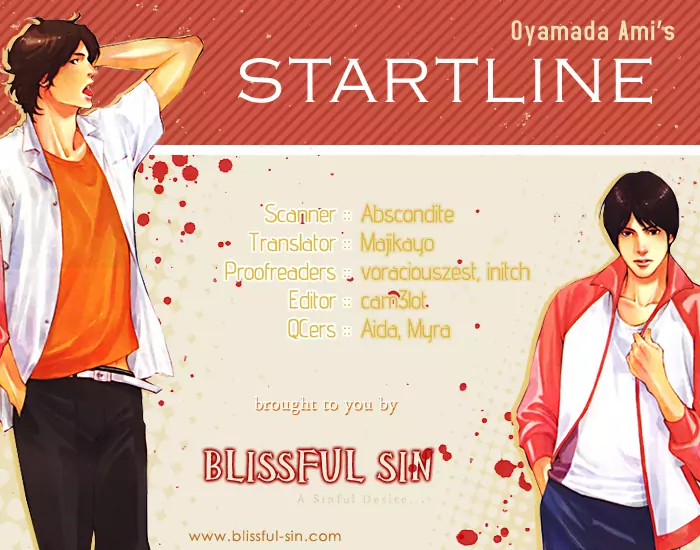 Oyamada Ami's
STARTLINE
Scanner :: Abscondite
Translator :: Majikayo
Proofreaders :: voraciouszest, initch
Editor :: cam3lot
QCers :: Aida, Myra
brought to you by
BLISSFUL SIN
A Sinful Desire...
www.blissful-sin.com